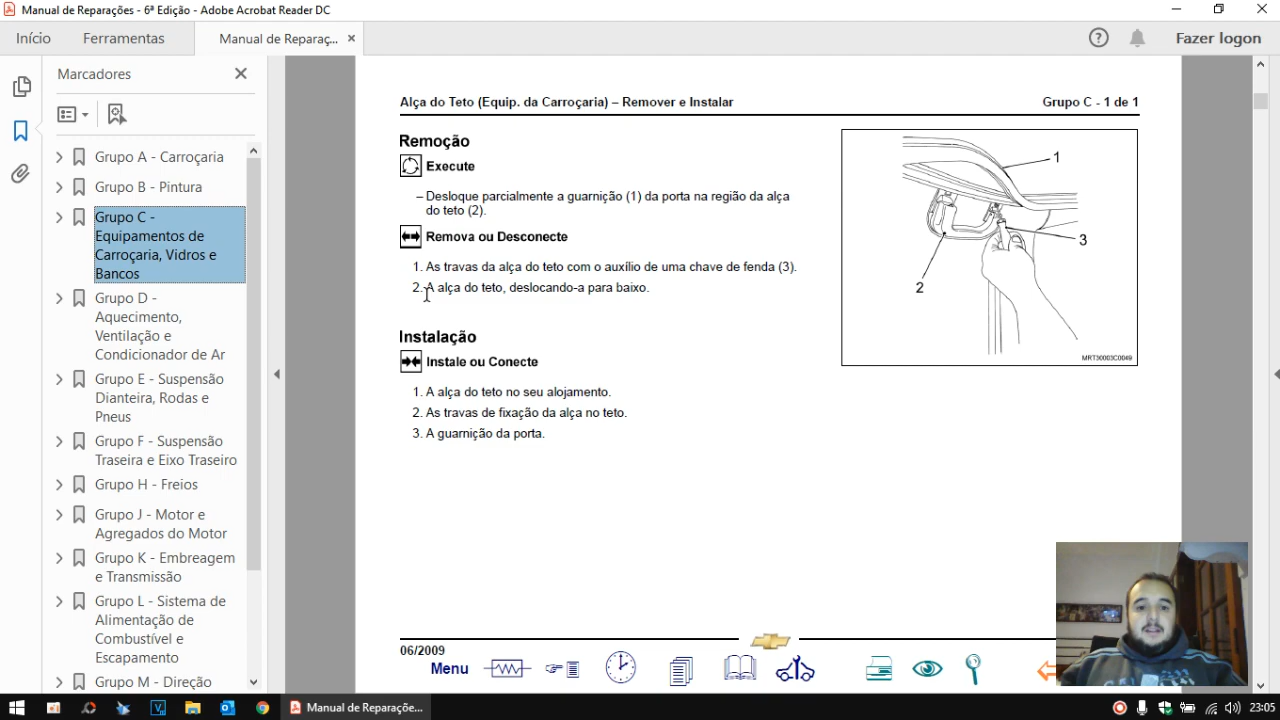 Manual de Reparações - 6ª Edição - Adobe Acrobat Reader DC
Início
Ferramentas
Manual de Reparaç...
Fazer logon
Marcadores
Grupo A - Carroçaria
Grupo B - Pintura
Grupo C -
Equipamentos de
Carroçaria, Vidros e
Bancos
Grupo D -
Aquecimento,
Ventilação e
Condicionador de Ar
Grupo E - Suspensão
Dianteira, Rodas e
Pneus
Grupo F - Suspensão
Traseira e Eixo Traseiro
Grupo H - Freios
Grupo J - Motor e
Agregados do Motor
Grupo K - Embreagem
e Transmissão
Grupo L - Sistema de
Alimentação de
Combustível e
Escapamento
Grupo M - Direção
Alça do Teto (Equip. da Carroçaria) – Remover e Instalar
Grupo C - 1 de 1
Remoção
Execute
– Desloque parcialmente a guarnição (1) da porta na região da alça
do teto (2).
Remova ou Desconecte
1. As travas da alça do teto com o auxílio de uma chave de fenda (3).
2. A alça do teto, deslocando-a para baixo.
Instalação
Instale ou Conecte
1. A alça do teto no seu alojamento.
2. As travas de fixação da alça no teto.
3. A guarnição da porta.
1
3
2
MRT30003C0049
06/2009
Menu
Manual de Reparaçõe...
23:05